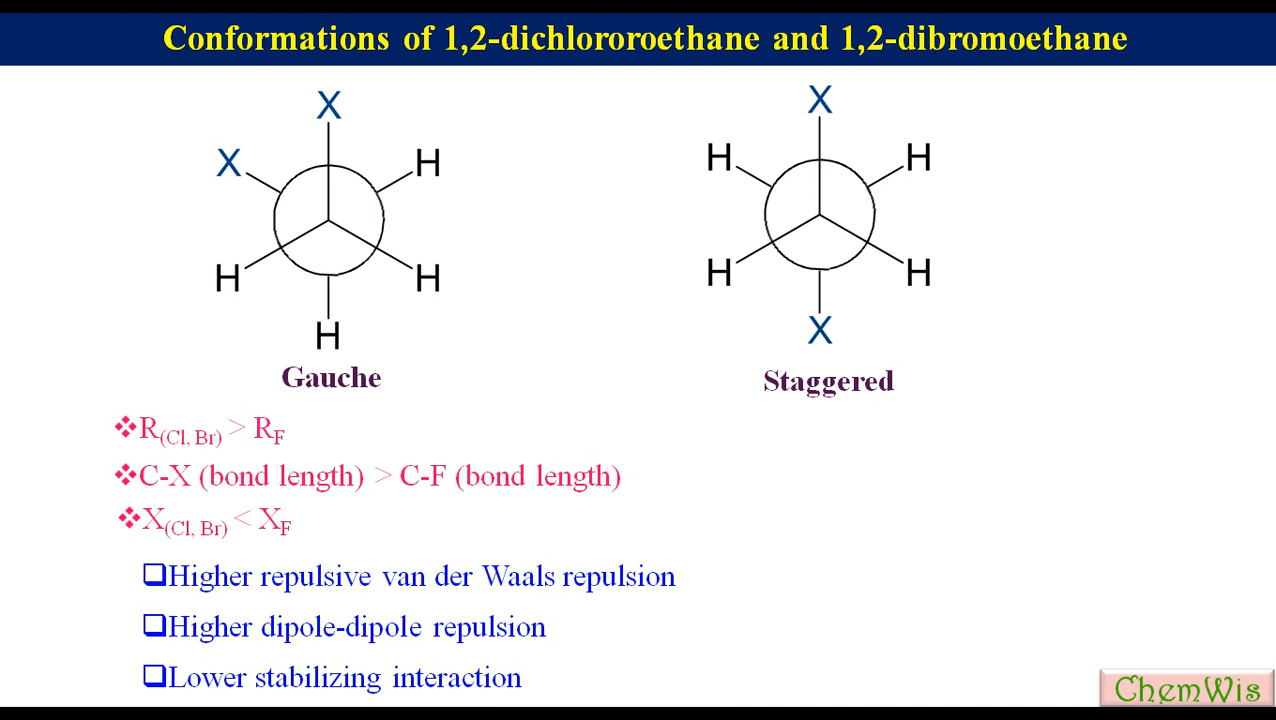 Conformations of 1,2-dichlororoethane and 1,2-dibromoethane
X
X
H
H
H
H
Gauche
X
H
H
H
H
X
Staggered
❖R(Cl, Br) > RF
❖C-X (bond length) > C-F (bond length)
❖X(Cl, Br) < XF
❑Higher repulsive van der Waals repulsion
❑Higher dipole-dipole repulsion
❑Lower stabilizing interaction
ChemWis